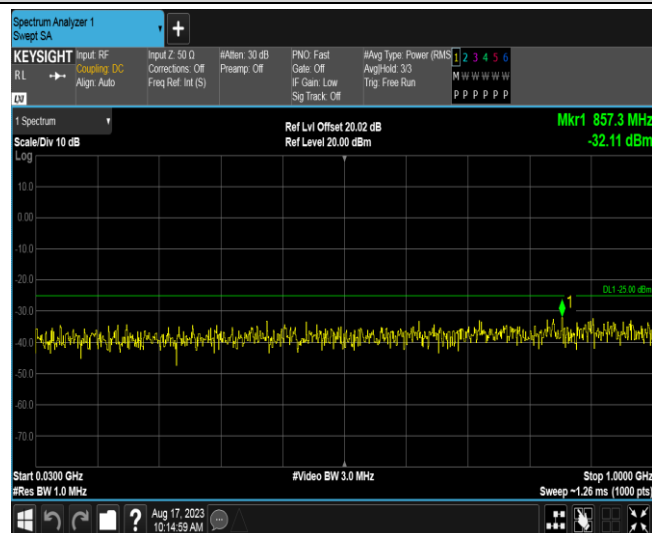 Spectrum Analyzer 1
Swept SA
+
KEYSIGHT Input: RF
RL Coupling: DC
Align: Auto
Input Z: 50 Ω
Corrections: Off
Freq Ref: Int (S)
#Atten: 30 dB
Preamp: Off
PNO: Fast
Gate: Off
IF Gain: Low
Sig Track: Off
#Avg Type: Power (RMS
Avg|Hold: 3/3
Trig: Free Run
1 2 3 4 5 6
M W W W W W
P P P P P P
LXI
1 Spectrum
Scale/Div 10 dB
Ref Lvl Offset 20.02 dB
Ref Level 20.00 dBm
Mkr1 857.3 MHz
-32.11 dBm
Log
10.0
0.00
-10.0
-20.0
DL1 -25.00 dBm
1
-30.0
-40.0
-50.0
-60.0
-70.0
Start 0.0300 GHz
#Res BW 1.0 MHz
#Video BW 3.0 MHz
Stop 1.0000 GHz
Sweep ~1.26 ms (1000 pts)
? Aug 17, 2023
10:14:59 AM